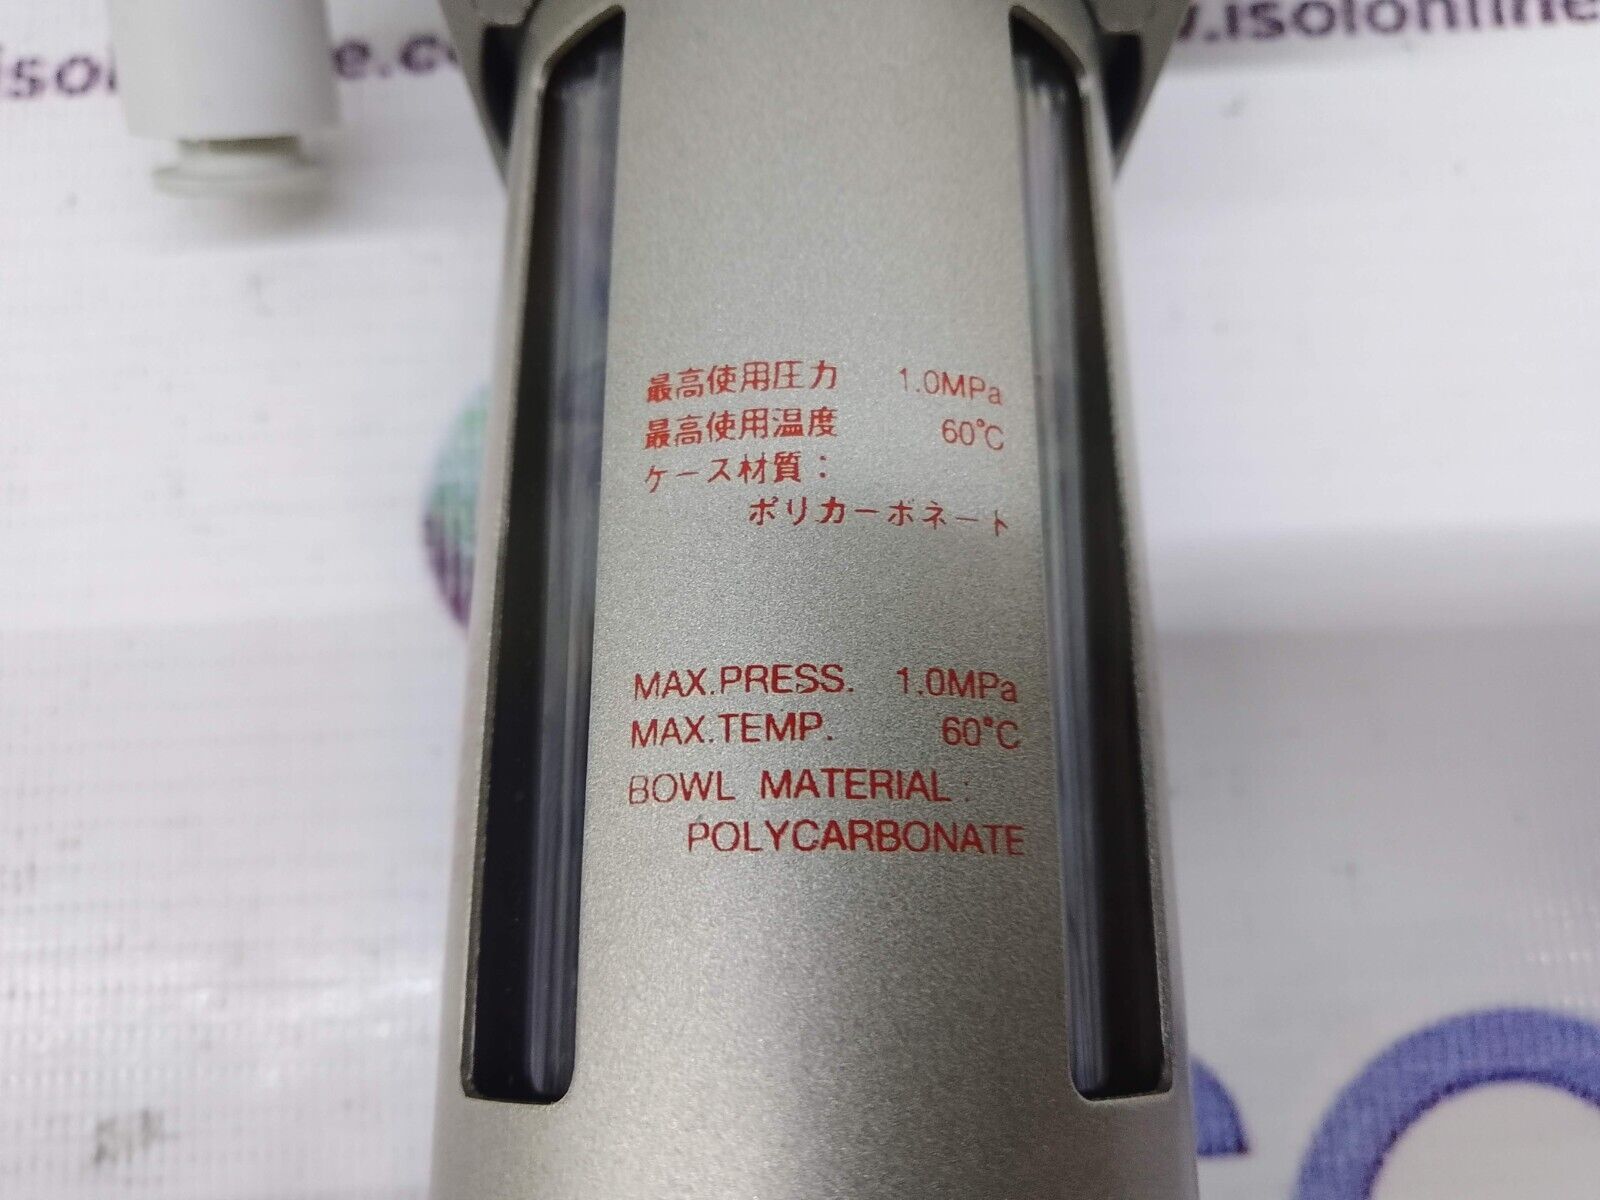 www.isolonline
最高使用圧力 1.0MPa
最高使用温度 60°C
ケース材質:
ポリカーボネート
MAX.PRESS. 1.0MPa
MAX.TEMP. 60°C
BOWL MATERIAL:
POLYCARBONATE